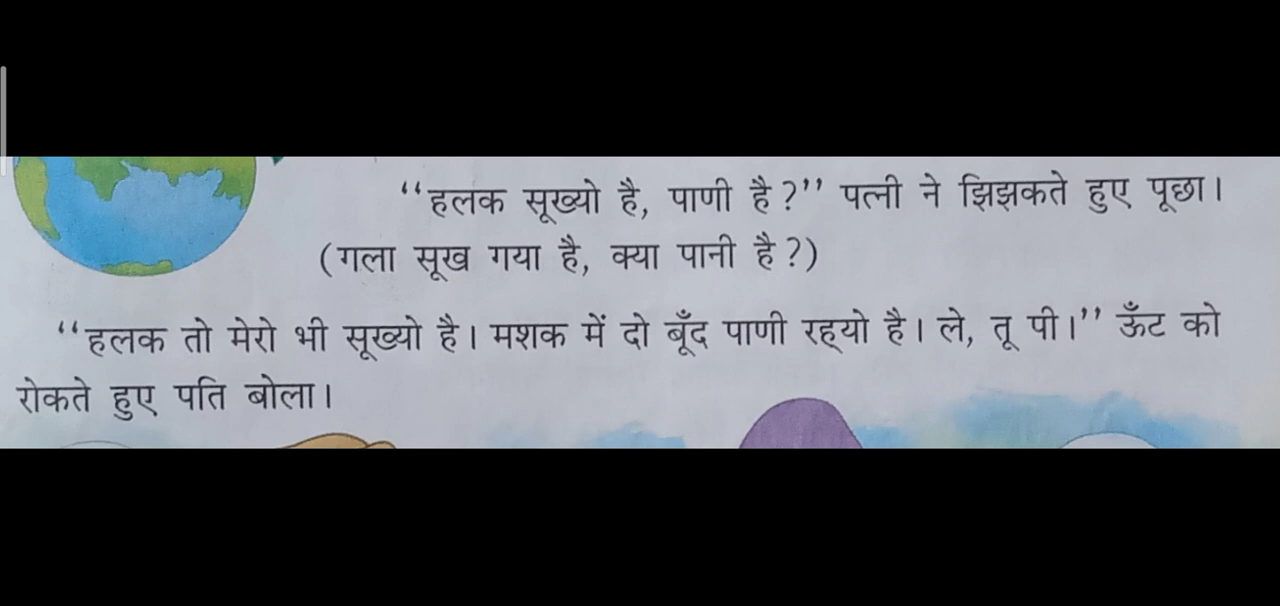 “हलक सूख्यो है, पाणी है?” पत्नी ने झिझकते हुए पूछा।
(गला सूख गया है, क्या पानी है?)
“हलक तो मेरो भी सूख्यो है। मशक में दो बूँद पाणी रह्‌यो है। ले, तू पी।” ऊँट को
रोकते हुए पति बोला।